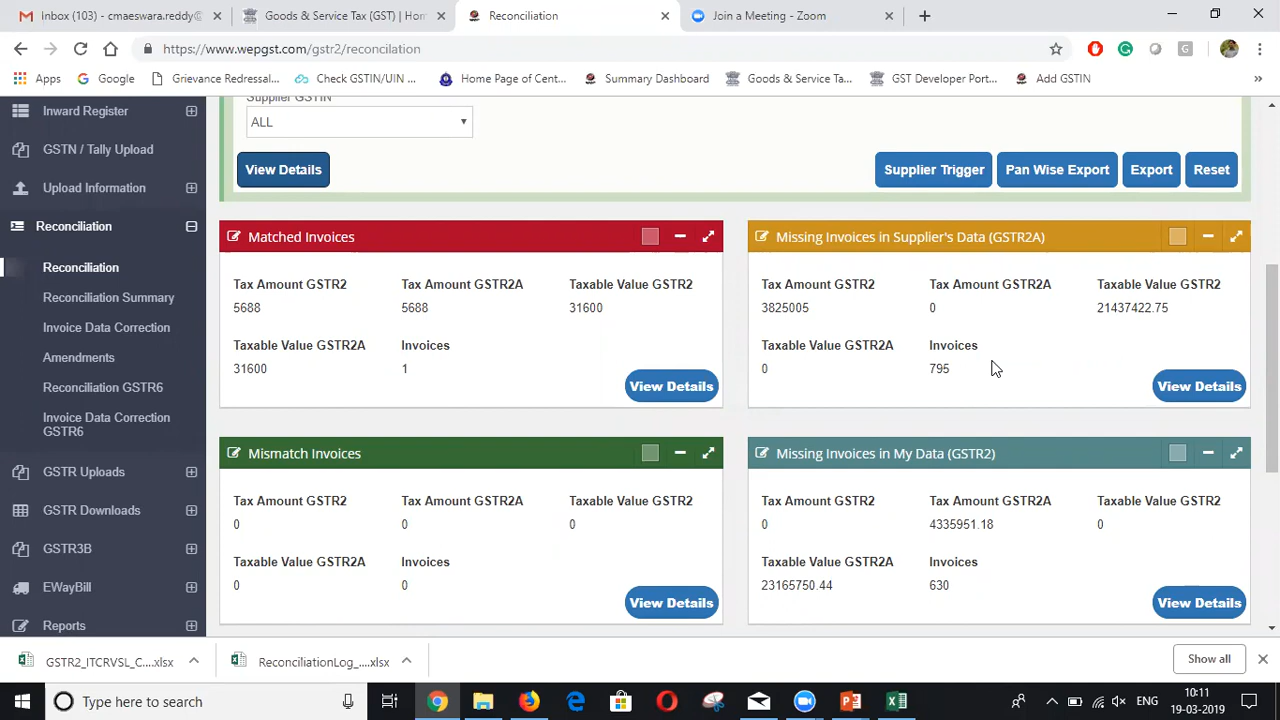 Inbox (103) - cmaeswara.reddy@
Goods & Service Tax (GST) | Hom
Reconciliation
Join a Meeting - Zoom
https://www.wepgst.com/gstr2/reconcilation
Apps
Google
Grievance Redressal...
Check GSTIN/UIN ...
Home Page of Cent...
Summary Dashboard
Goods & Service Ta...
GST Developer Port...
Add GSTIN
»
Inward Register
GSTN / Tally Upload
Upload Information
Reconciliation
Reconciliation
Reconciliation Summary
Invoice Data Correction
Amendments
Reconciliation GSTR6
Invoice Data Correction
GSTR6
GSTR Uploads
GSTR Downloads
GSTR3B
EWayBill
Reports
Supplier GSTIN
ALL
View Details
Supplier Trigger
Pan Wise Export
Export
Reset
Matched Invoices
Tax Amount GSTR2 Tax Amount GSTR2A Taxable Value GSTR2
5688 5688 31600
Taxable Value GSTR2A Invoices
31600 1
View Details
Missing Invoices in Supplier's Data (GSTR2A)
Tax Amount GSTR2 Tax Amount GSTR2A Taxable Value GSTR2
3825005 0 21437422.75
Taxable Value GSTR2A Invoices
0 795
View Details
Mismatch Invoices
Tax Amount GSTR2 Tax Amount GSTR2A Taxable Value GSTR2
0 0 0
Taxable Value GSTR2A Invoices
0 0
View Details
Missing Invoices in My Data (GSTR2)
Tax Amount GSTR2 Tax Amount GSTR2A Taxable Value GSTR2
0 4335951.18 0
Taxable Value GSTR2A Invoices
23165750.44 630
View Details
GSTR2_ITCRVSL_C....xlsx
ReconciliationLog_....xlsx
Show all
Type here to search
ENG
10:11
19-03-2019